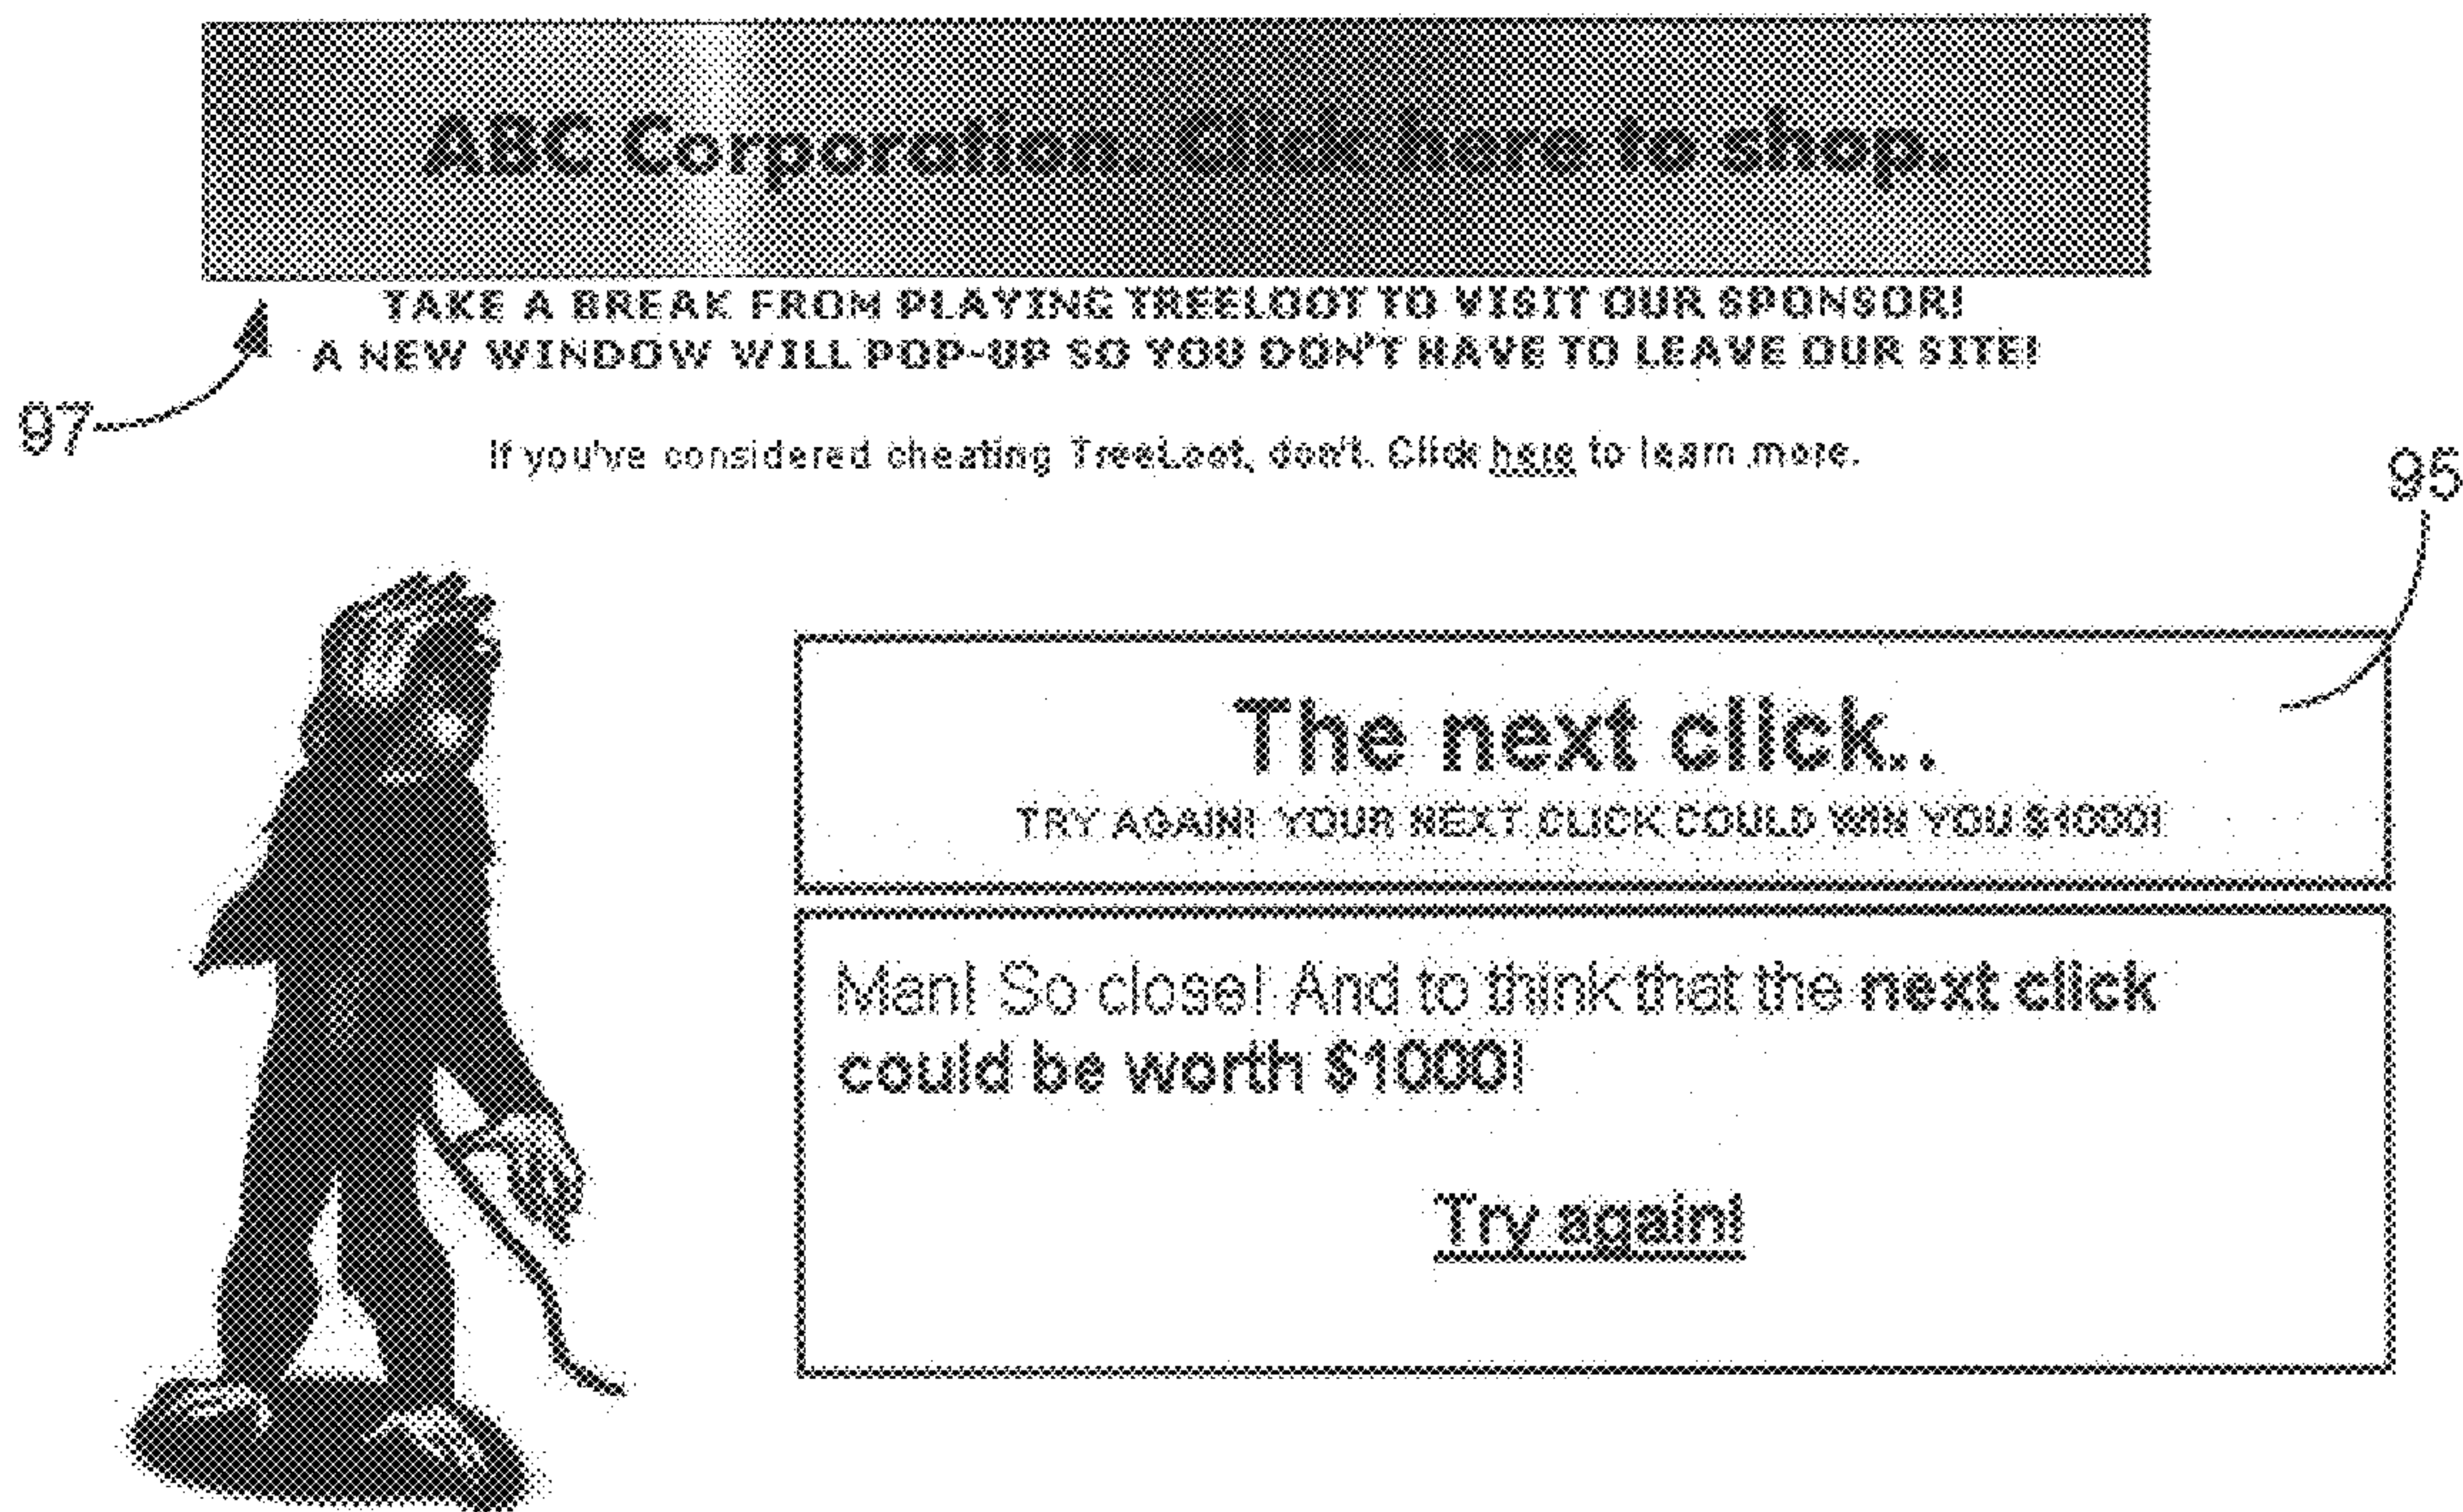 ABC Corporation. Click here to shop.
TAKE A BREAK FROM PLAYING TREELOOT TO VISIT OUR SPONSOR!
A NEW WINDOW WILL POP-UP SO YOU DON'T HAVE TO LEAVE OUR SITE!
97
If you've considered cheating TreeLoot, don't. Click here to learn more.
95
The next click..
TRY AGAIN! YOUR NEXT CLICK COULD WIN YOU $1000!
Man! So close! And to think that the next click
could be worth $1000!
Try again!